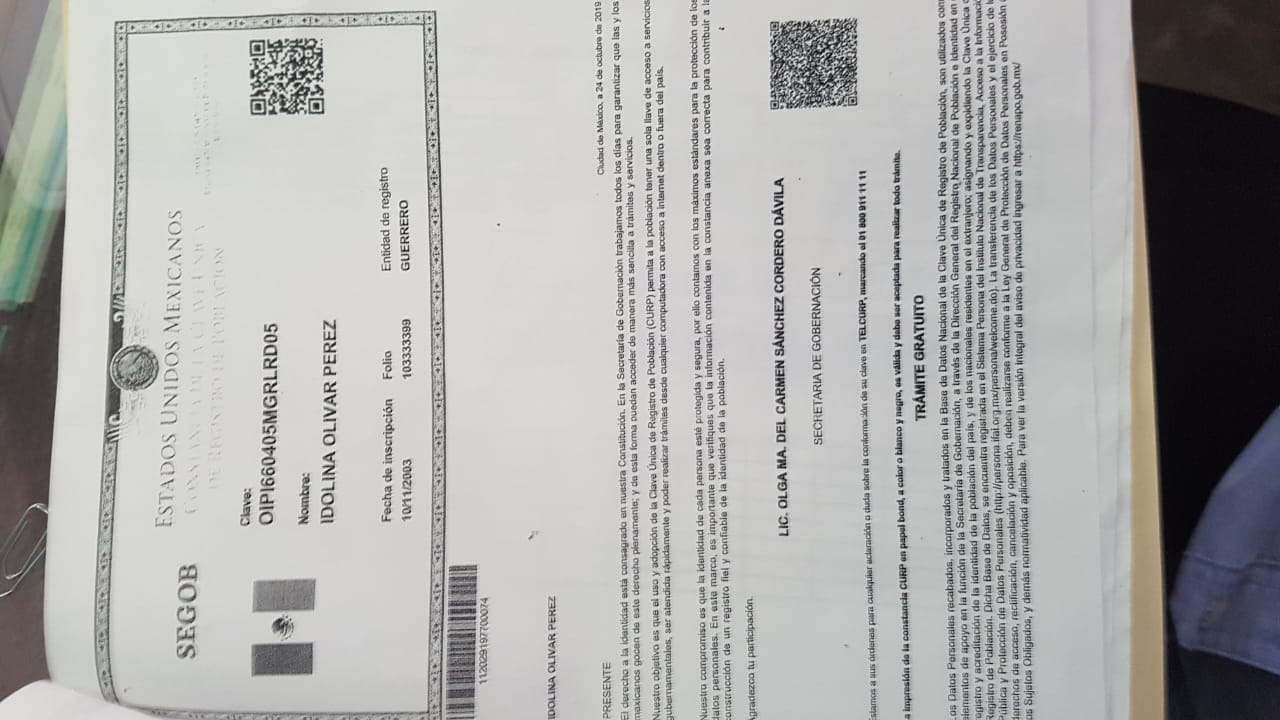 ESTADOS UNIDOS MEXICANOS
CONSTANCIA DE LA CLAVE ÚNICA
DE REGISTRO DE POBLACIÓN
SEGOB
Clave:
OIPI660405MGRLRD05
Nombre:
IDOLINA OLIVAR PEREZ
Fecha de inscripción Folio Entidad de registro
10/11/2003 103333399 GUERRERO
112029197700074
IDOLINA OLIVAR PEREZ
Ciudad de México, a 24 de octubre de 2019
PRESENTE
El derecho a la identidad está consagrado en nuestra Constitución. En la Secretaría de Gobernación trabajamos todos los días para garantizar que las y los
mexicanos gocen de este derecho plenamente; y de esta forma puedan acceder de manera más sencilla a trámites y servicios.
Nuestro objetivo es que el uso y adopción de la Clave Única de Registro de Población (CURP) permita a la población tener una sola llave de acceso a servicios
gubernamentales, ser atendida rápidamente y poder realizar trámites desde cualquier computadora con acceso a internet dentro o fuera del país.
Nuestro compromiso es que la identidad de cada persona esté protegida y segura, por ello contamos con los máximos estándares para la protección de los
datos personales. En este marco, es importante que verifiques que la información contenida en la constancia anexa sea correcta para contribuir a la
construcción de un registro fiel y confiable de la identidad de la población.
Agradezco tu participación.
LIC. OLGA MA. DEL CARMEN SÁNCHEZ CORDERO DÁVILA
SECRETARIA DE GOBERNACIÓN
Estamos a sus órdenes para cualquier aclaración o duda sobre la conformación de su clave en TELCURP, marcando el 01 800 911 11 11
La impresión de la constancia CURP en papel bond, a color o blanco y negro, es válida y debe ser aceptada para realizar todo trámite.
TRÁMITE GRATUITO
Los Datos Personales recabados, incorporados y tratados en la Base de Datos Nacional de la Clave Única de Registro de Población, son utilizados como
elementos de apoyo en la función de la Secretaría de Gobernación, a través de la Dirección General del Registro Nacional de Población e Identidad en
registro y acreditación de la identidad de la población del país, y de los nacionales residentes en el extranjero; asignando y expidiendo la Clave Única
Registro de Población. Dicha Base de Datos, se encuentra registrada en el Sistema Persona del Instituto Nacional de Transparencia, Acceso a la Informació
Pública y Protección de Datos Personales (http://persona.ifai.org.mx/persona/welcome.do). La transferencia de los Datos Personales y el ejercicio de l
derechos de acceso, rectificación, cancelación y oposición, deben realizarse conforme a la Ley General de Protección de Datos Personales en Posesión
los Sujetos Obligados, y demás normatividad aplicable. Para ver la versión integral del aviso de privacidad ingresar a https://renapo.gob.mx/